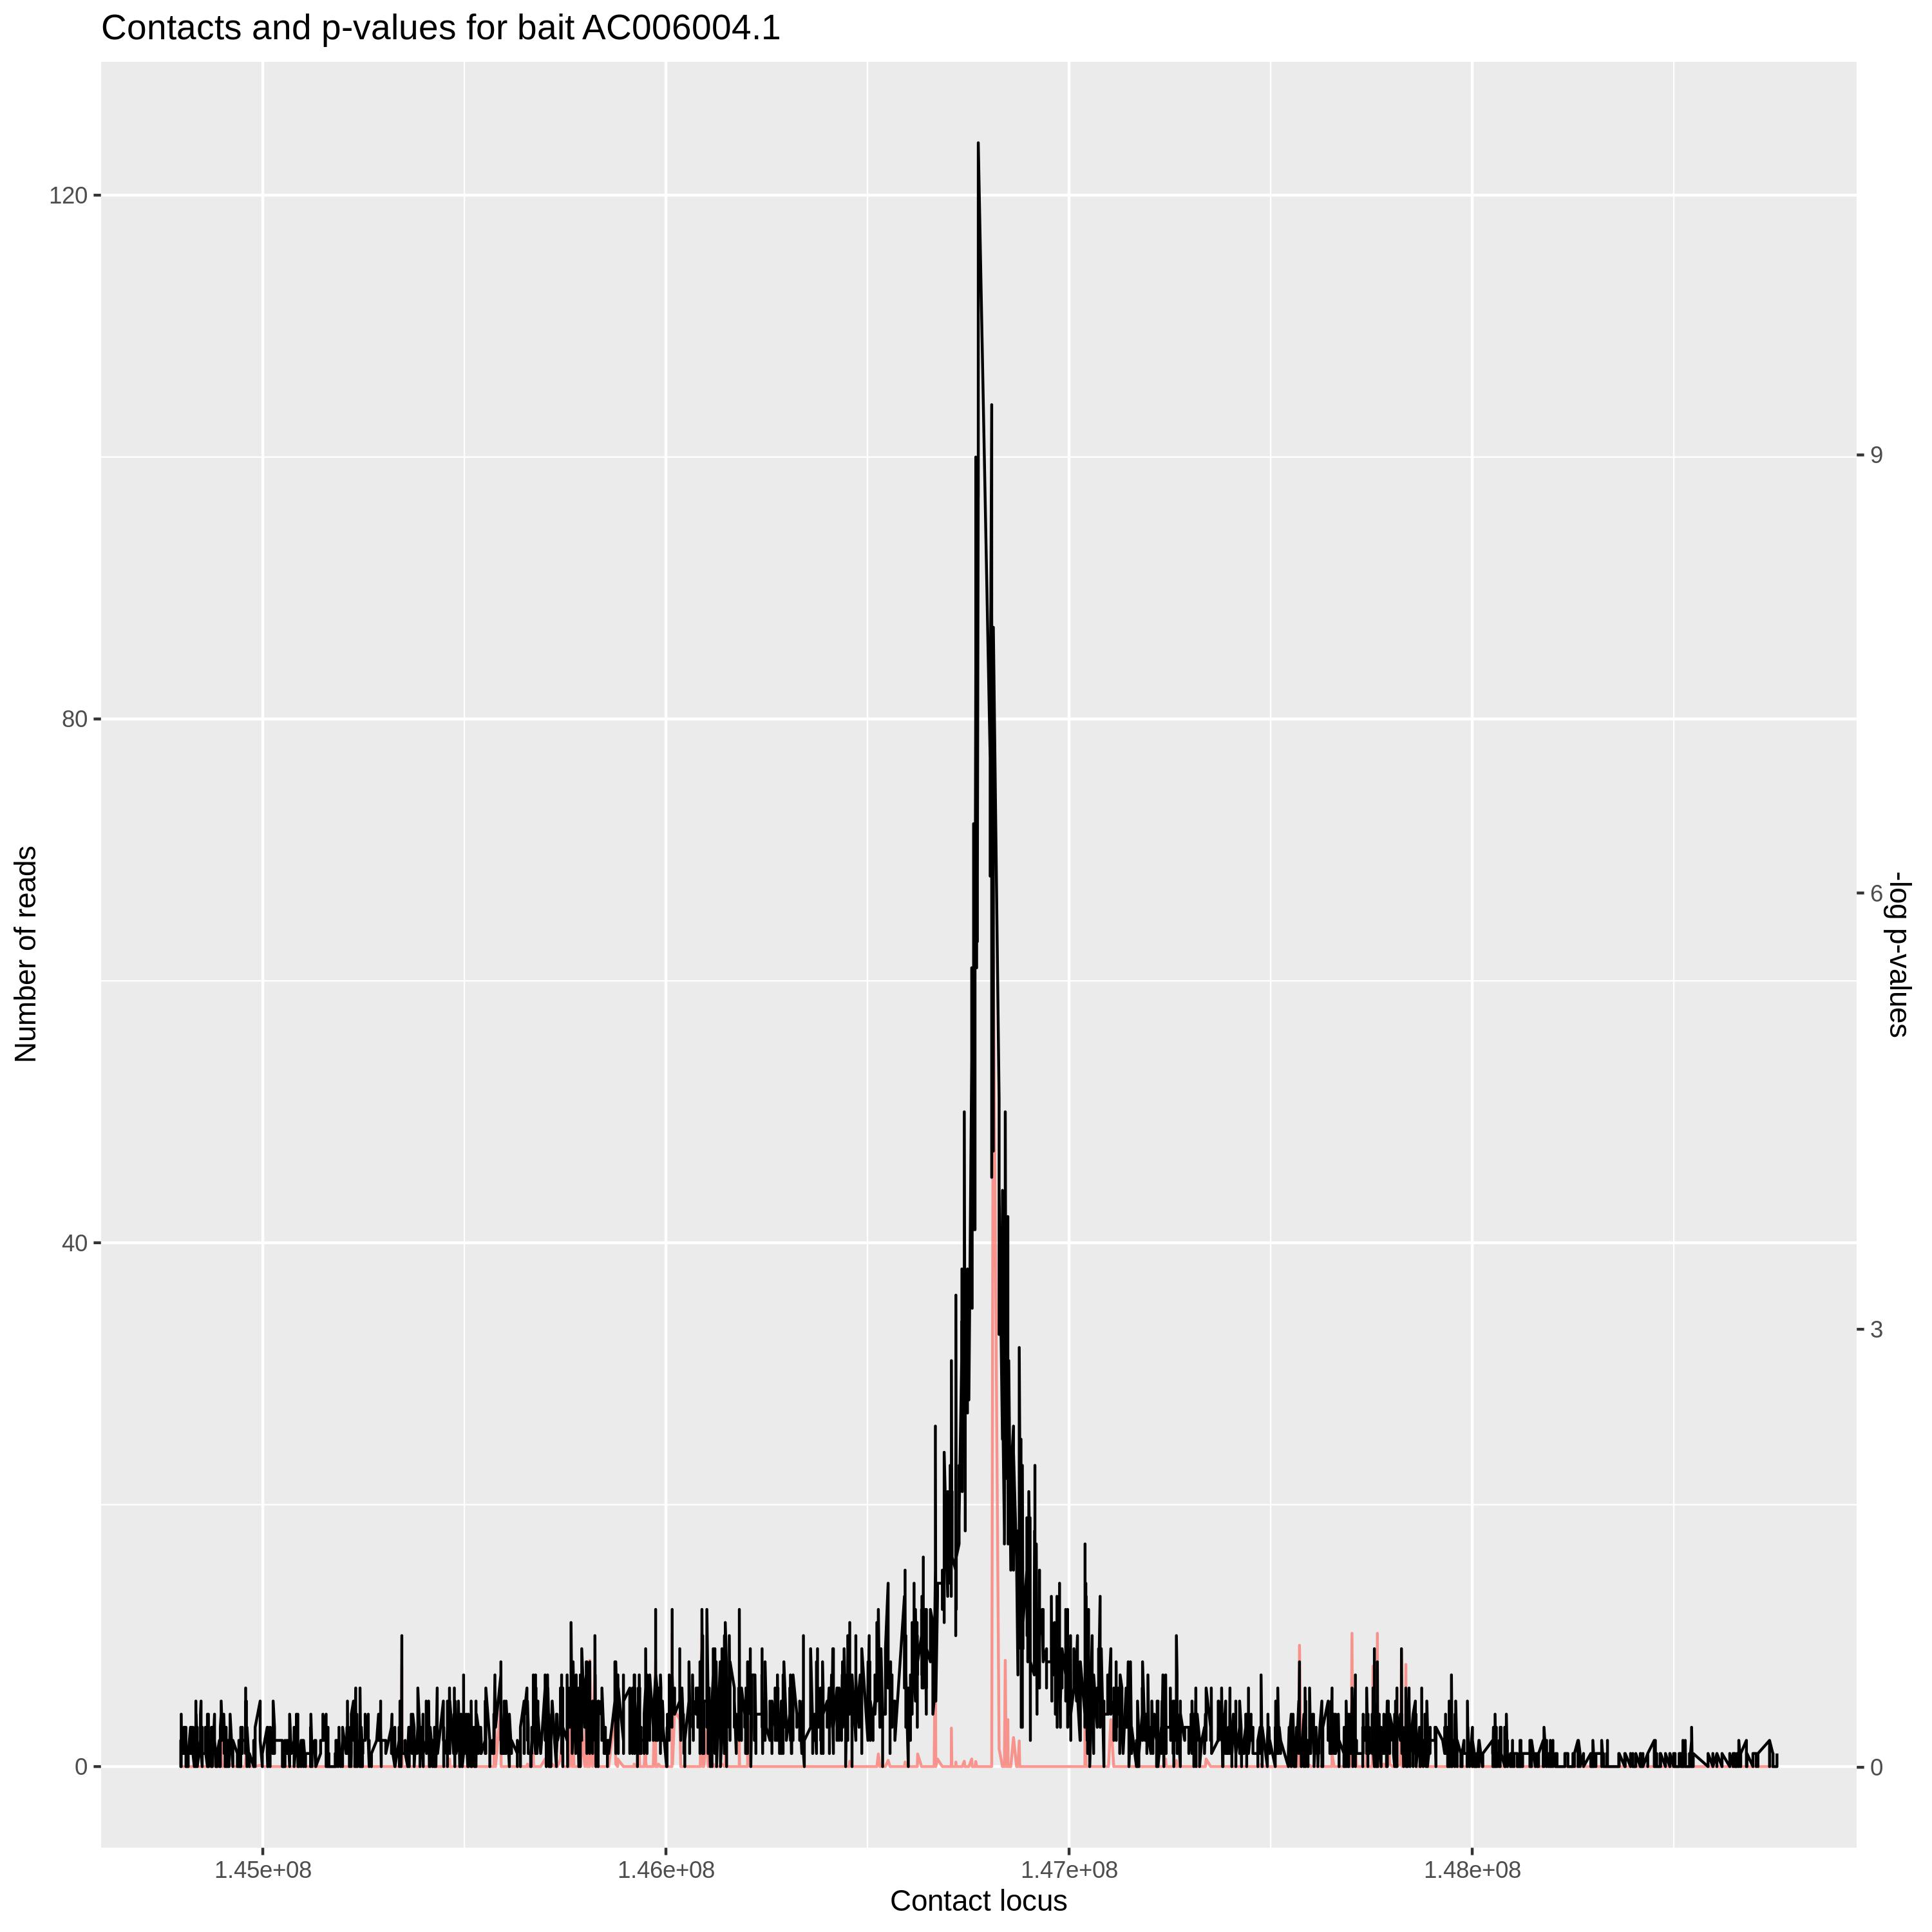 Contacts and p-values for bait AC006004.1
120
80
40
0
Number of reads
9
6
3
0
-log p-values
1.45e+08
1.46e+08
1.47e+08
1.48e+08
Contact locus